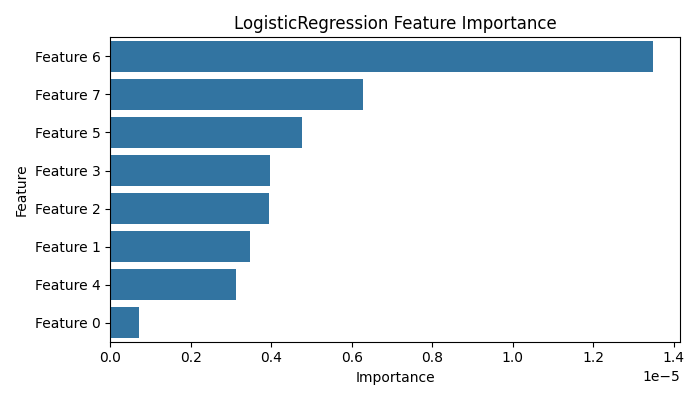 LogisticRegression Feature Importance
Feature
Feature 6
Feature 7
Feature 5
Feature 3
Feature 2
Feature 1
Feature 4
Feature 0
0.0 0.2 0.4 0.6 0.8 1.0 1.2 1.4
1e−5
Importance